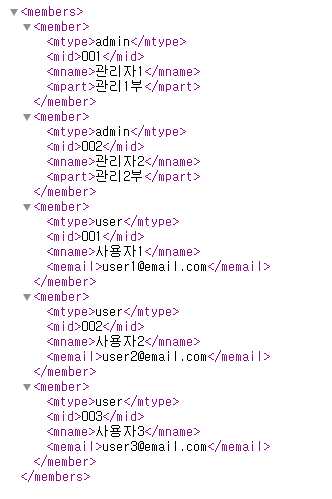 <members>
<member>
<mtype>admin</mtype>
<mid>001</mid>
<mname>관리자1</mname>
<mpart>관리1부</mpart>
</member>
<member>
<mtype>admin</mtype>
<mid>002</mid>
<mname>관리자2</mname>
<mpart>관리2부</mpart>
</member>
<member>
<mtype>user</mtype>
<mid>001</mid>
<mname>사용자1</mname>
<memail>user1@email.com</memail>
</member>
<member>
<mtype>user</mtype>
<mid>002</mid>
<mname>사용자2</mname>
<memail>user2@email.com</memail>
</member>
<member>
<mtype>user</mtype>
<mid>003</mid>
<mname>사용자3</mname>
<memail>user3@email.com</memail>
</member>
</members>